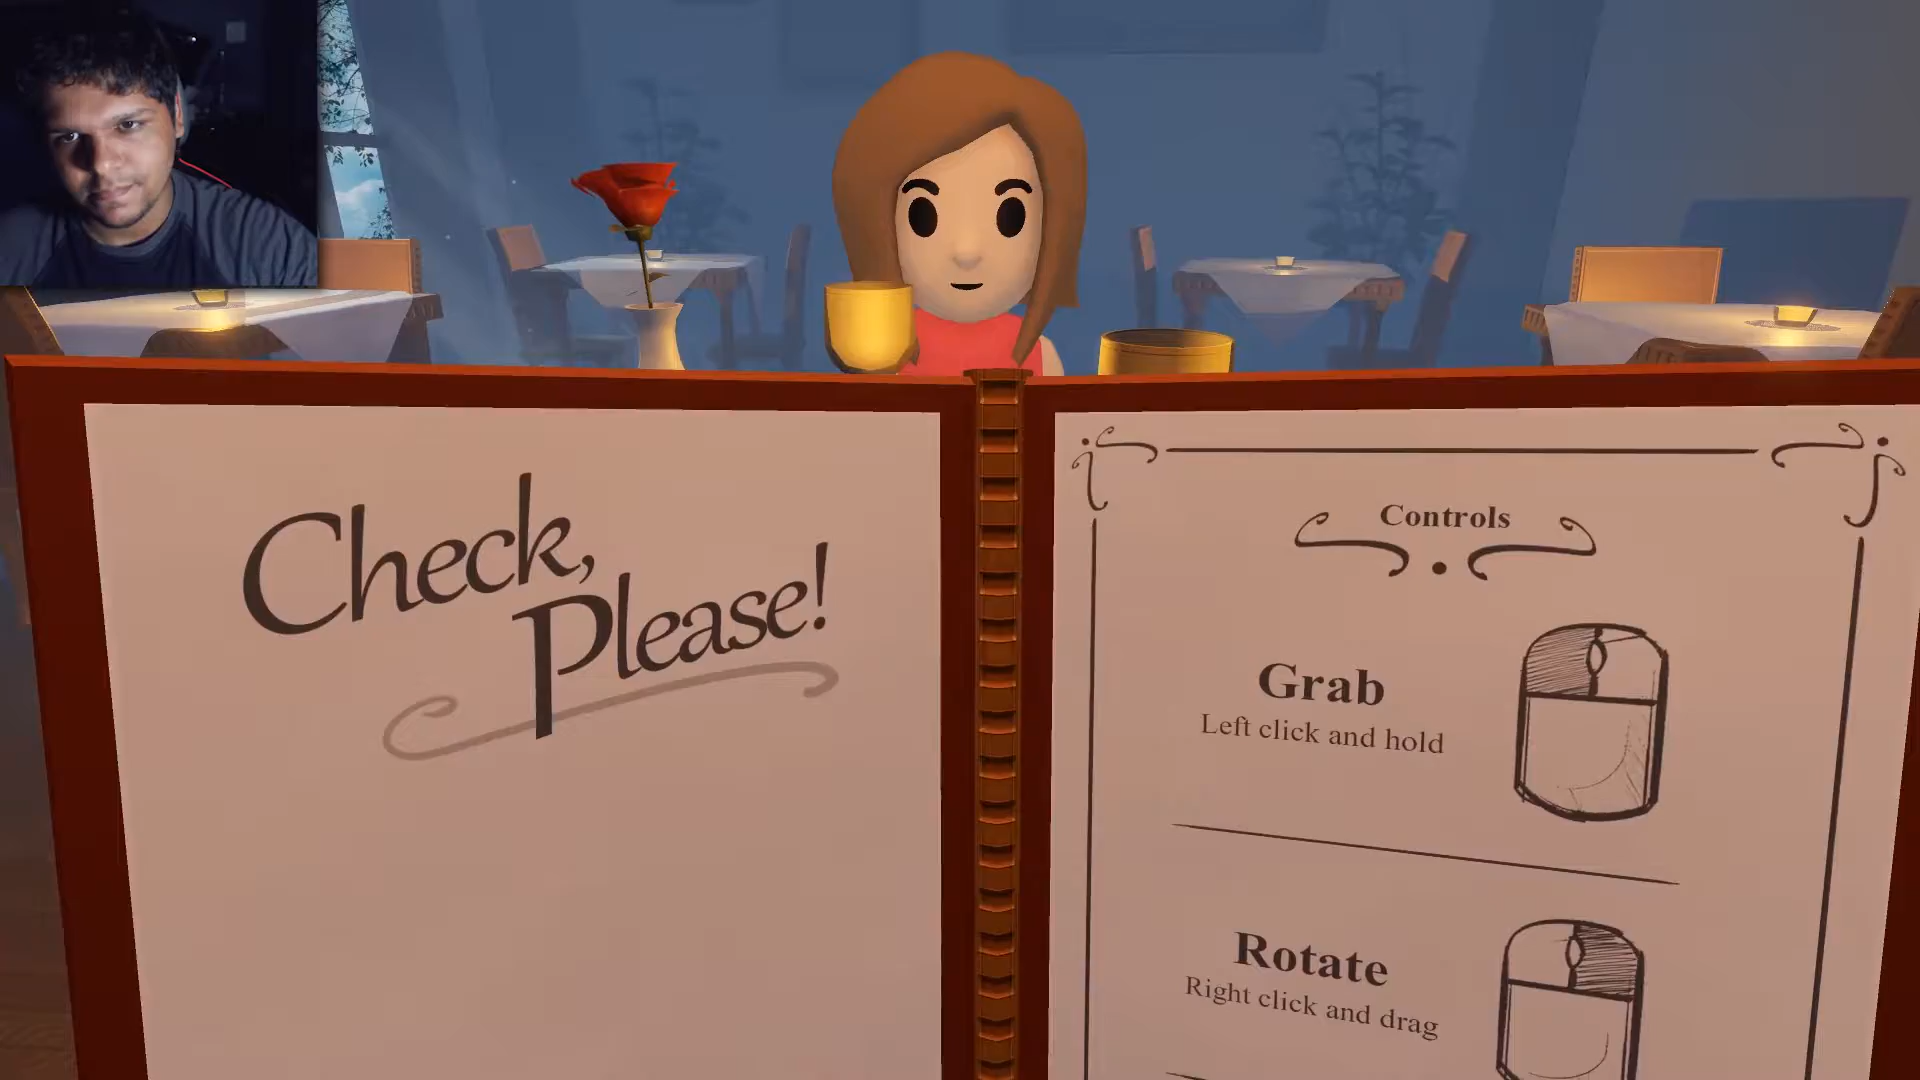 Check,
Please!
Controls
Grab
Left click and hold
Rotate
Right click and drag